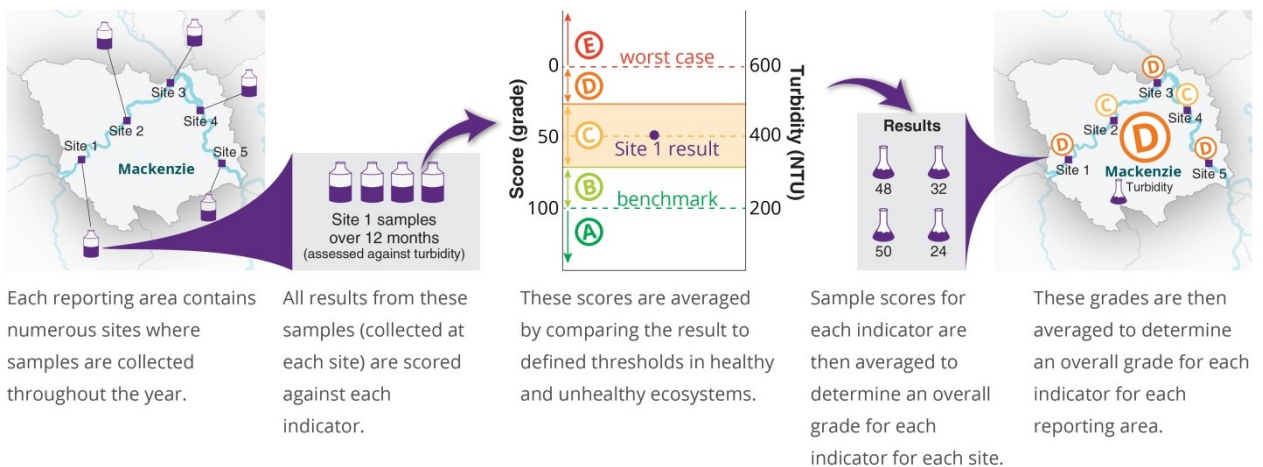 Site 3
Site 2
Site 4
Site 1
Site 5
Mackenzie
Site 1 samples
over 12 months
(assessed against turbidity)
Score (grade)
0
50
100
E
worst case
D
C
Site 1 result
B
benchmark
A
600
400
200
Turbidity (NTU)
Results
48 32
50 24
D
Site 3
C
Site 2
C
Site 4
D
Site 1
D
D
Site 5
Mackenzie
Turbidity
Each reporting area contains
numerous sites where
samples are collected
throughout the year.
All results from these
samples (collected at
each site) are scored
against each
indicator.
These scores are averaged
by comparing the result to
defined thresholds in healthy
and unhealthy ecosystems.
Sample scores for
each indicator are
then averaged to
determine an overall
grade for each
indicator for each site.
These grades are then
averaged to determine
an overall grade for each
indicator for each
reporting area.